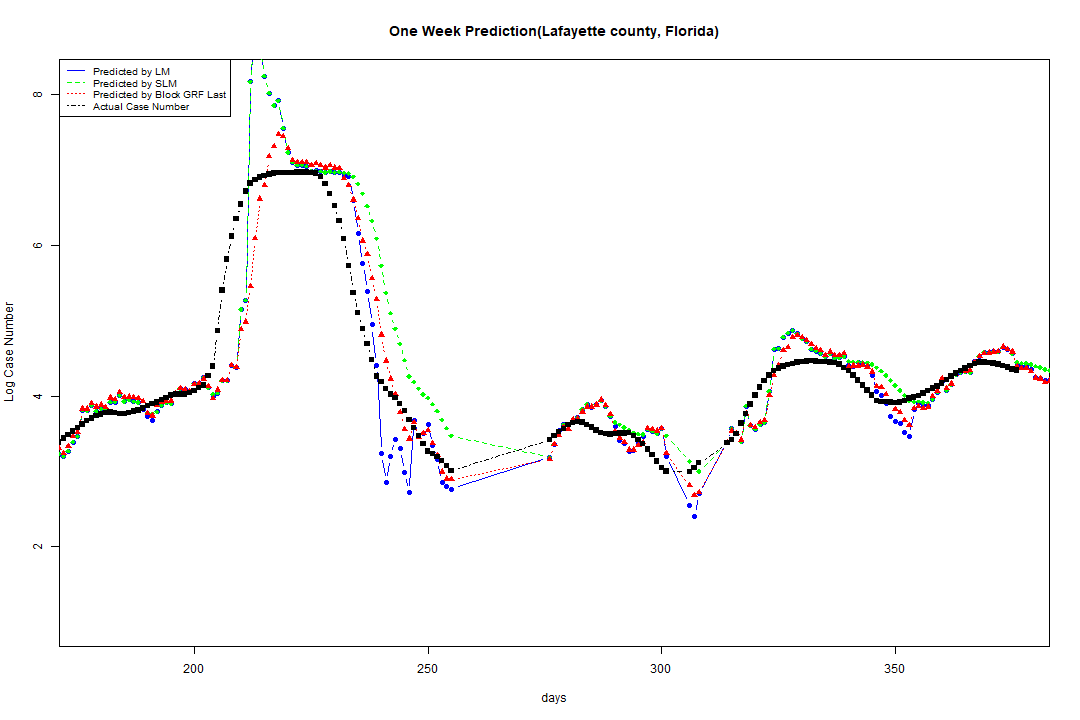 One Week Prediction(Lafayette county, Florida)
Predicted by LM
Predicted by SLM
Predicted by Block GRF Last
Actual Case Number
8
6
4
2
Log Case Number
200 250 300 350
days